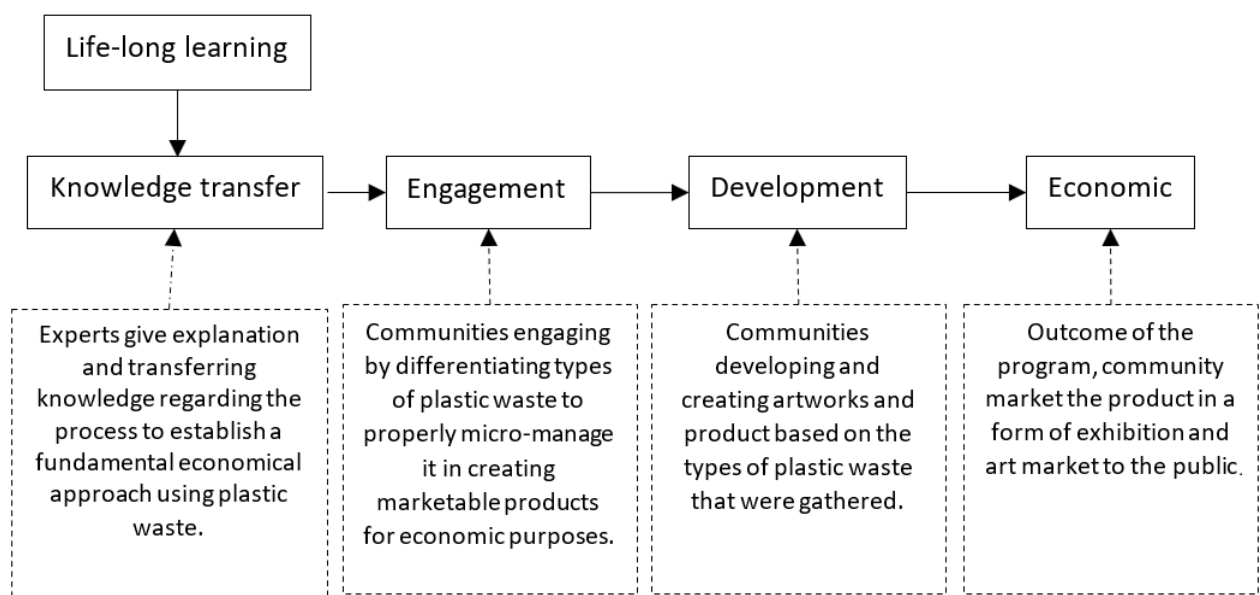 Life-long learning
Knowledge transfer
Engagement
Development
Economic
Experts give explanation
and transferring
knowledge regarding the
process to establish a
fundamental economical
approach using plastic
waste.
Communities engaging
by differentiating types
of plastic waste to
properly micro-manage
it in creating
marketable products
for economic purposes.
Communities
developing and
creating artworks and
product based on the
types of plastic waste
that were gathered.
Outcome of the
program, community
market the product in a
form of exhibition and
art market to the public.